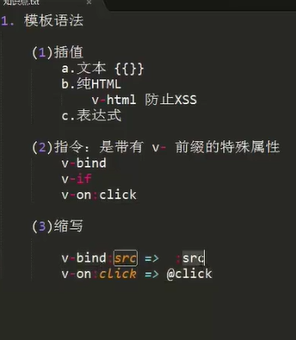 知识点.txt
1. 模板语法
(1)插值
a.文本 {{}}
b.纯HTML
v-html 防止XSS
c.表达式
(2)指令: 是带有 v- 前缀的特殊属性
v-bind
v-if
v-on:click
(3)缩写
v-bind:src => :src
v-on:click => @click